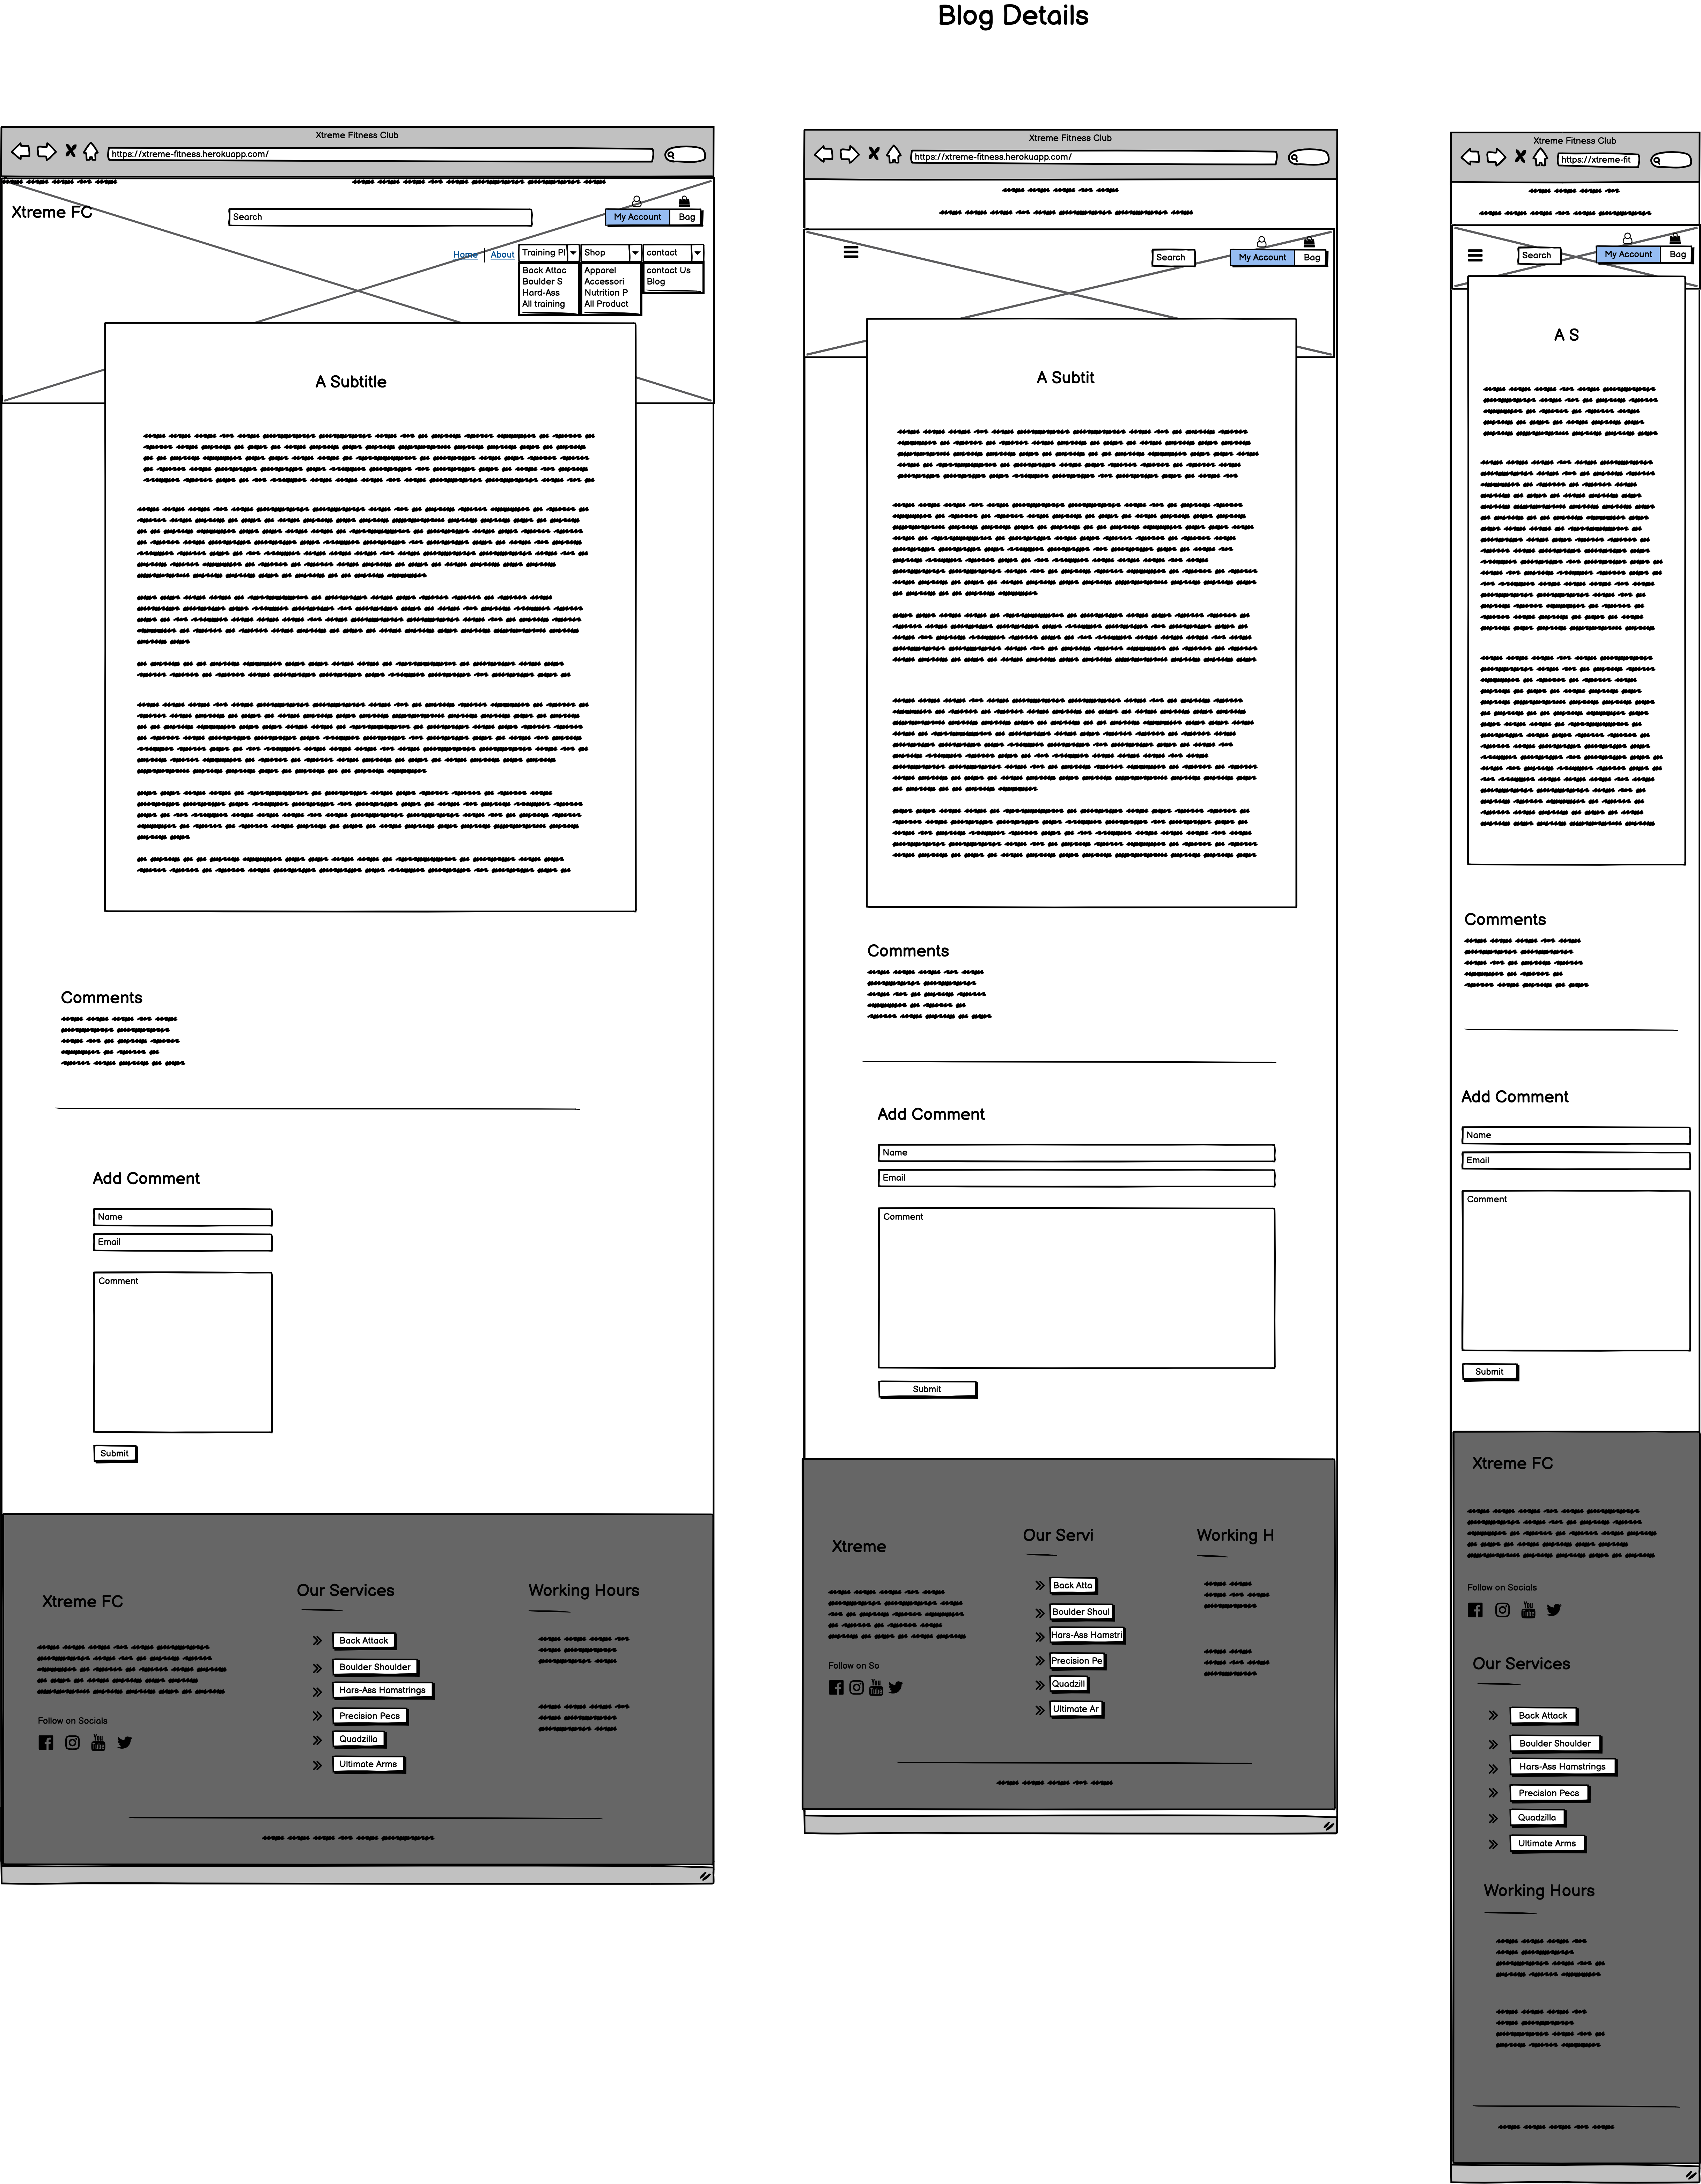 Blog Details
Xtreme Fitness Club
https://xtreme-fitness.herokuapp.com/
Xtreme FC
Search
My Account Bag
Home About Training Pl Shop contact
Back Attac
Boulder S
Hard-Ass
All training
Apparel
Accessori
Nutrition P
All Product
contact Us
Blog
A Subtitle
Comments
Add Comment
Name
Email
Comment
Submit
Xtreme FC
Follow on Socials
You
Tube
Our Services
Back Attack
Boulder Shoulder
Hars-Ass Hamstrings
Precision Pecs
Quadzilla
Ultimate Arms
Working Hours
Xtreme Fitness Club
https://xtreme-fitness.herokuapp.com/
Search
My Account Bag
A Subtit
Comments
Add Comment
Name
Email
Comment
Submit
Xtreme
Follow on So
You
Tube
Our Servi
Back Atta
Boulder Shoul
Hars-Ass Hamstri
Precision Pe
Quadzill
Ultimate Ar
Working H
Xtreme Fitness Club
https://xtreme-fit
Search
My Account Bag
A S
Comments
Add Comment
Name
Email
Comment
Submit
Xtreme FC
Follow on Socials
You
Tube
Our Services
Back Attack
Boulder Shoulder
Hars-Ass Hamstrings
Precision Pecs
Quadzilla
Ultimate Arms
Working Hours